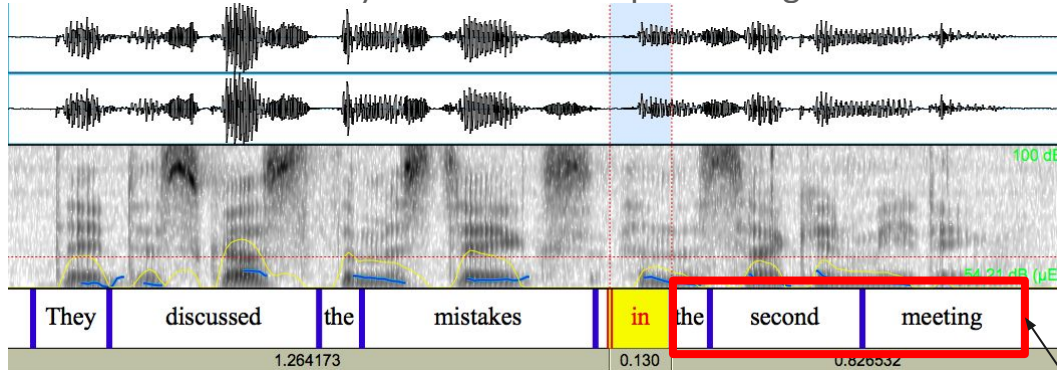 100 dB
54.21 dB (µE
They discussed the mistakes in the second meeting
1.264173 0.130 0.826532